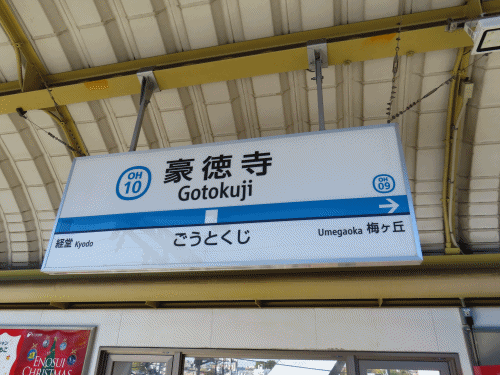 OH
10
豪徳寺
Gotokuji
OH
09
ごうとくじ
経堂 Kyodo
Umegaoka 梅ヶ丘
ENOSUI
CHRISTMAS